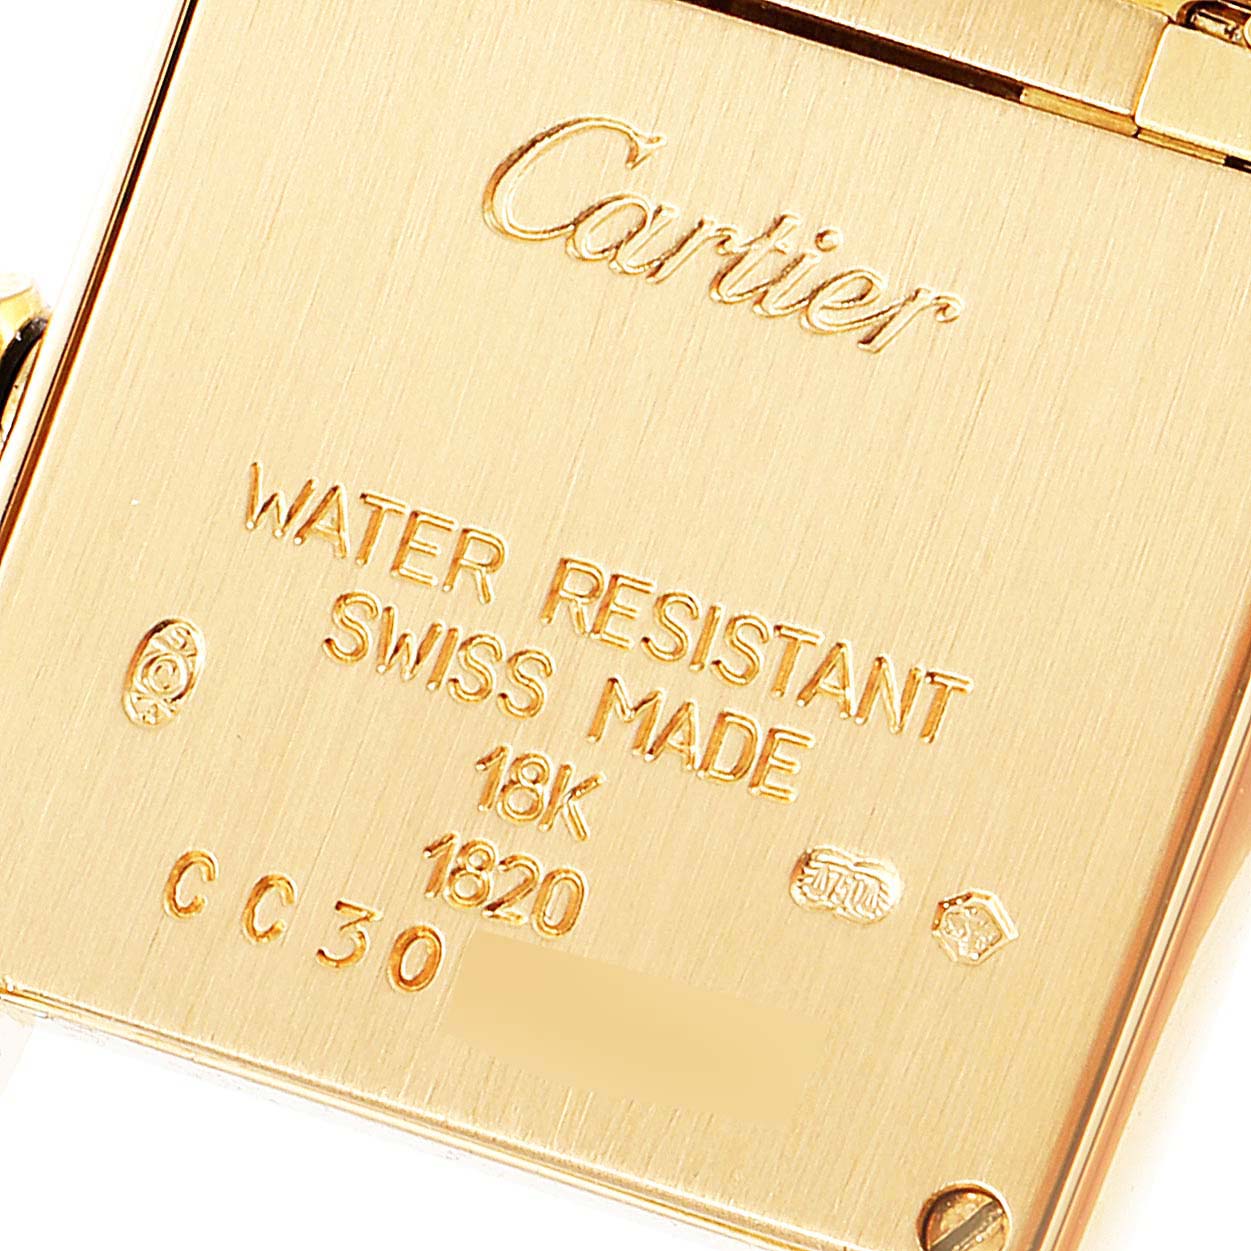 Cartier
WATER RESISTANT
SWISS MADE
18K
1820
CC30